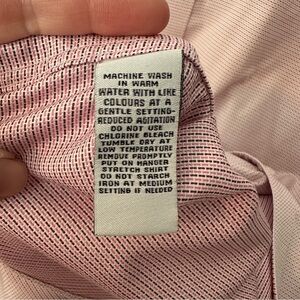 MACHINE WASH
IN WARM
WATER WITH LIKE
COLOURS AT A
GENTLE SETTING-
REDUCED AGITATION
DO NOT USE
CHLORINE BLEACH
TUMBLE DRY AT
LOW TEMPERATURE
REMOVE PROMPTLY
PUT ON HANGER
STRETCH SHIRT
DO NOT STARCH
IRON AT MEDIUM
SETTING IF NEEDED